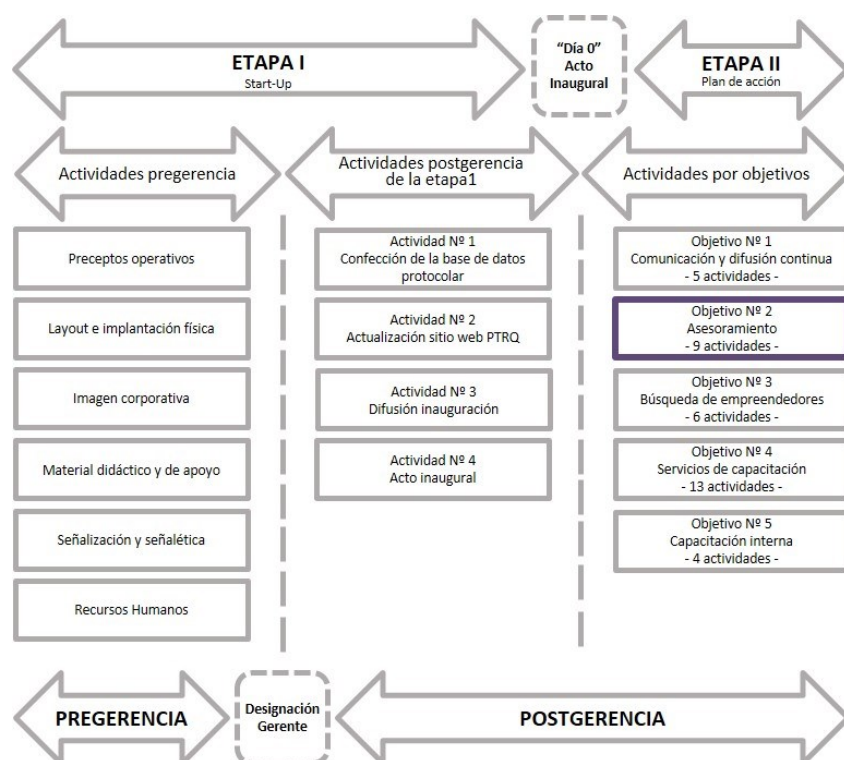 ETAPA I
Start-Up
“Día 0”
Acto
Inaugural
ETAPA II
Plan de acción
Actividades pregerencia
Actividades postgerencia
de la etapa1
Actividades por objetivos
Preceptos operativos
Layout e implantación física
Imagen corporativa
Material didáctico y de apoyo
Señalización y señalética
Recursos Humanos
Actividad Nº 1
Confección de la base de datos
protocolar
Actividad Nº 2
Actualización sitio web PTRQ
Actividad Nº 3
Difusión inauguración
Actividad Nº 4
Acto inaugural
Objetivo Nº 1
Comunicación y difusión continua
- 5 actividades -
Objetivo Nº 2
Asesoramiento
- 9 actividades -
Objetivo Nº 3
Búsqueda de empreendedores
- 6 actividades -
Objetivo Nº 4
Servicios de capacitación
- 13 actividades -
Objetivo Nº 5
Capacitación interna
- 4 actividades -
PREGERENCIA
Designación
Gerente
POSTGERENCIA